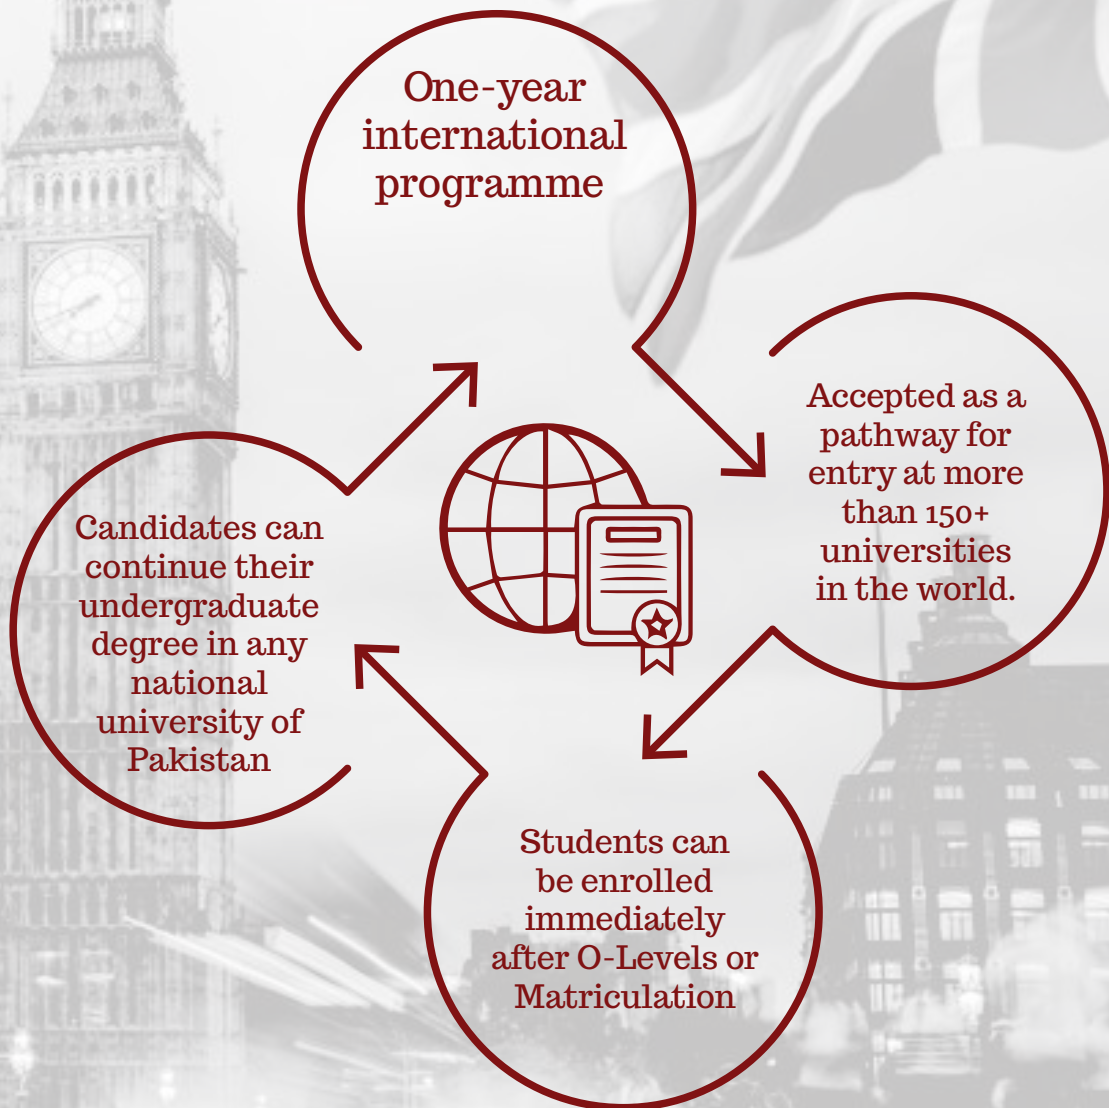 One-year
international
programme
Accepted as a
pathway for
entry at more
than 150+
universities
in the world.
Students can
be enrolled
immediately
after O-Levels or
Matriculation
Candidates can
continue their
undergraduate
degree in any
national
university of
Pakistan